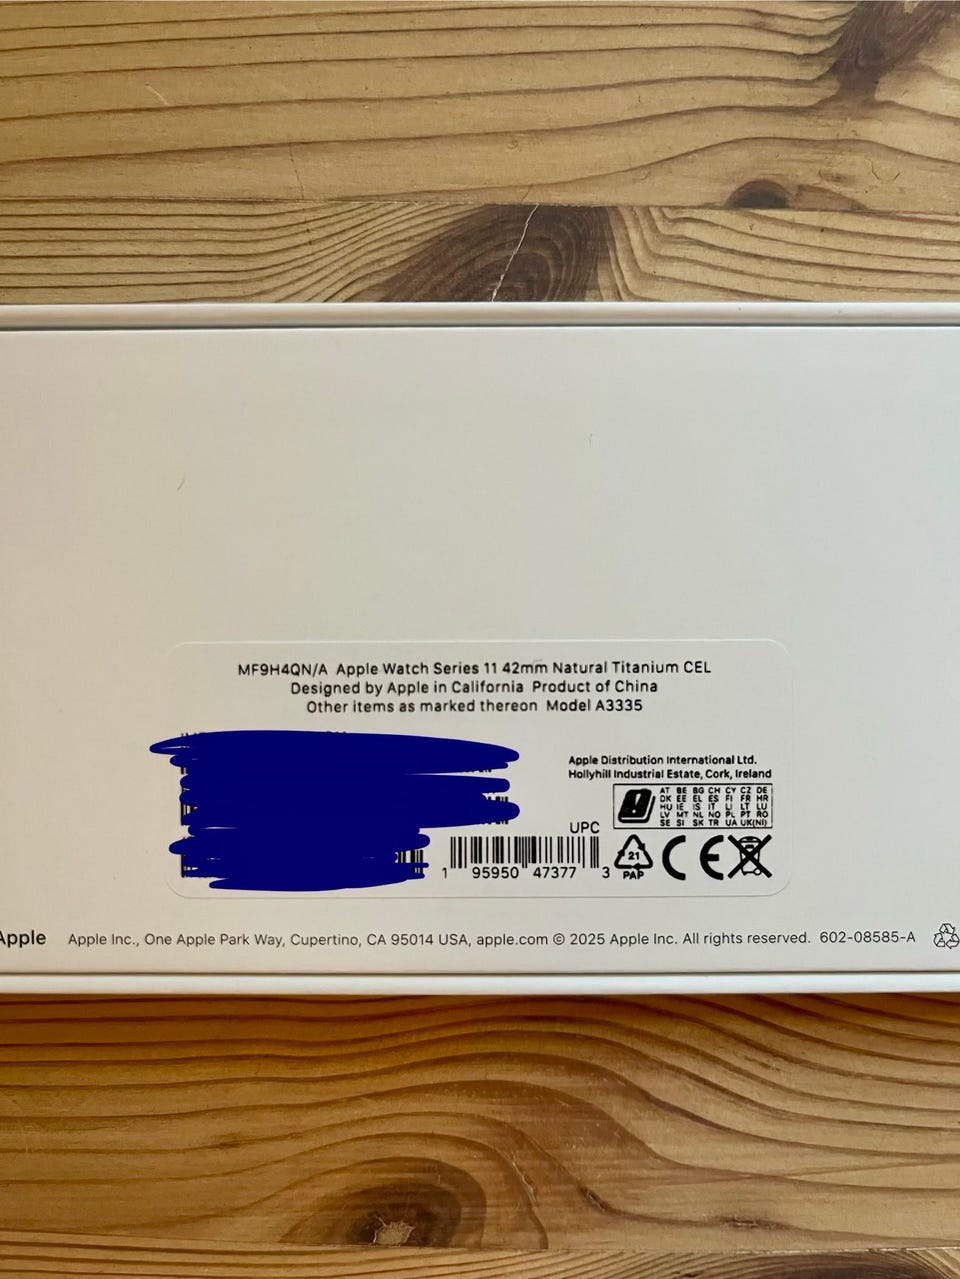 MF9H4QN/A Apple Watch Series 11 42mm Natural Titanium CEL
Designed by Apple in California Product of China
Other items as marked thereon Model A3335
Apple Distribution International Ltd.
Hollyhill Industrial Estate, Cork, Ireland
AT BE BG CH CY CZ DE
DK EE EL ES FI FR HR
HU IE IS IT LI LT LU
LV MT NL NO PL PT RO
SE SI SK TR UA UK(NI)
UPC
1 95950 47377 3
21
PAP
CE
Apple Apple Inc., One Apple Park Way, Cupertino, CA 95014 USA, apple.com © 2025 Apple Inc. All rights reserved. 602-08585-A